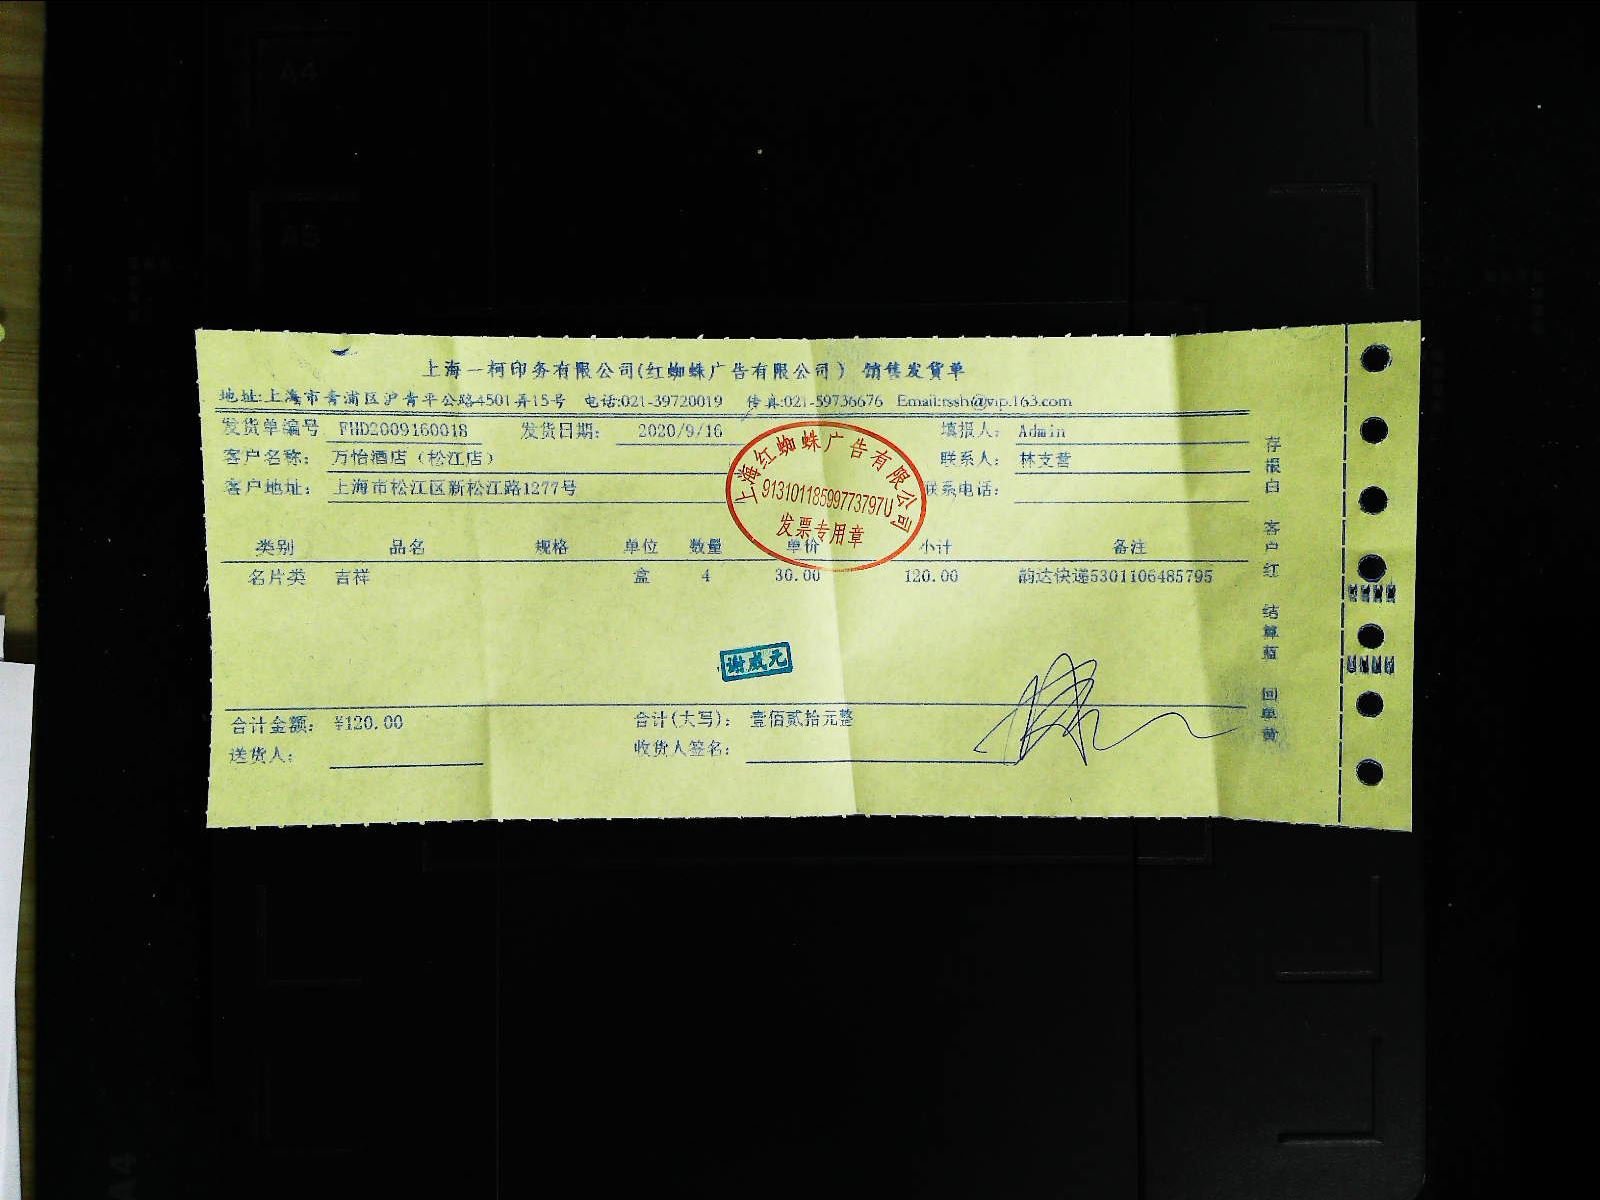 上海一柯印务有限公司(红蜘蛛广告有限公司) 销售发货单
地址:上海市青浦区沪青平公路4501弄15号 电话:021-39720019 传真:021-59736676 Email:rssh@vip.163.com
发货单编号 FHD2009160018 发货日期: 2020/9/16 填报人: Admin
客户名称: 万怡酒店(松江店) 联系人: 林支营
客户地址: 上海市松江区新松江路1277号 联系电话:
上海红蜘蛛广告有限公司
91310118599773797U
发票专用章
类别 品名 规格 单位 数量 单价 小计 备注
名片类 吉祥 盒 4 30.00 120.00 韵达快递5301106485795
谢威元
合计金额: ¥120.00 合计(大写): 壹佰贰拾元整
送货人: 收货人签名:
存根白 客户红 结算蓝 回单黄
A4
A5
A4